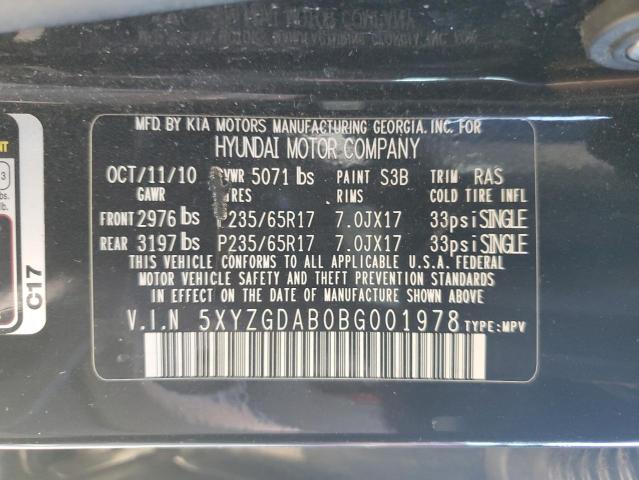 MFD.BY KIA MOTORS MANUFACTURING GEORGIA.INC.FOR
HYUNDAI MOTOR COMPANY
OCT/11/10 VWR 5071 lbs PAINT S3B TRIM RAS
GAWR RES RIMS COLD TIRE INFL
FRONT 2976 lbs P235/65R17 7.0JX17 33psi SINGLE
REAR 3197 lbs P235/65R17 7.0JX17 33psi SINGLE
THIS VEHICLE CONFORMS TO ALL APPLICABLE U.S.A. FEDERAL
MOTOR VEHICLE SAFETY AND THEFT PREVENTION STANDARDS
IN EFFECT ON THE DATE OF MANUFACTURE SHOWN ABOVE.
V.I.N 5XYZGDAB0BG001978 TYPE:MPV
C17